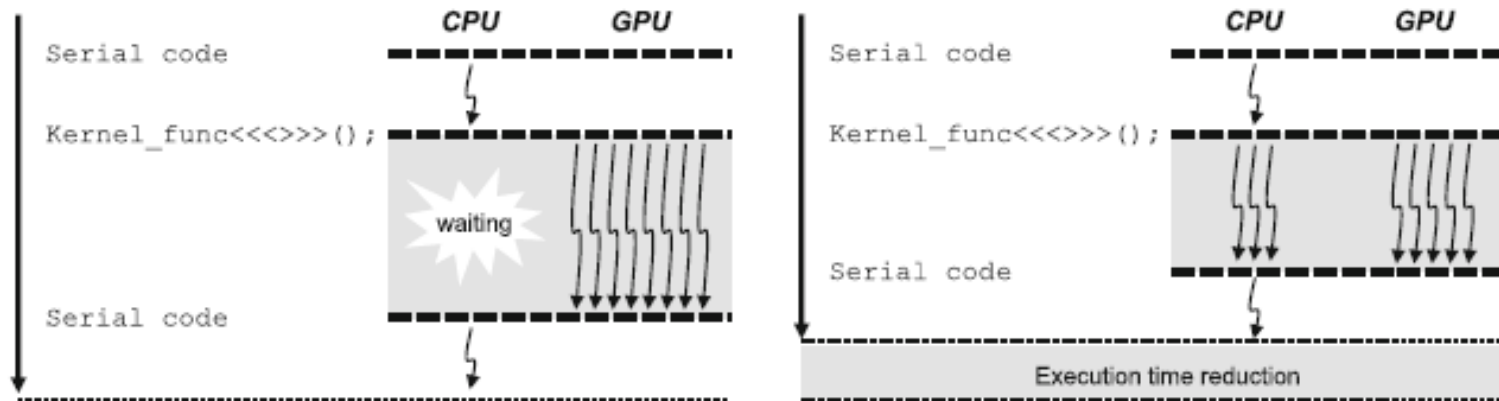 CPU GPU
Serial code
Kernel_func<<<>>>();
waiting
Serial code
CPU GPU
Serial code
Kernel_func<<<>>>();
Serial code
Execution time reduction